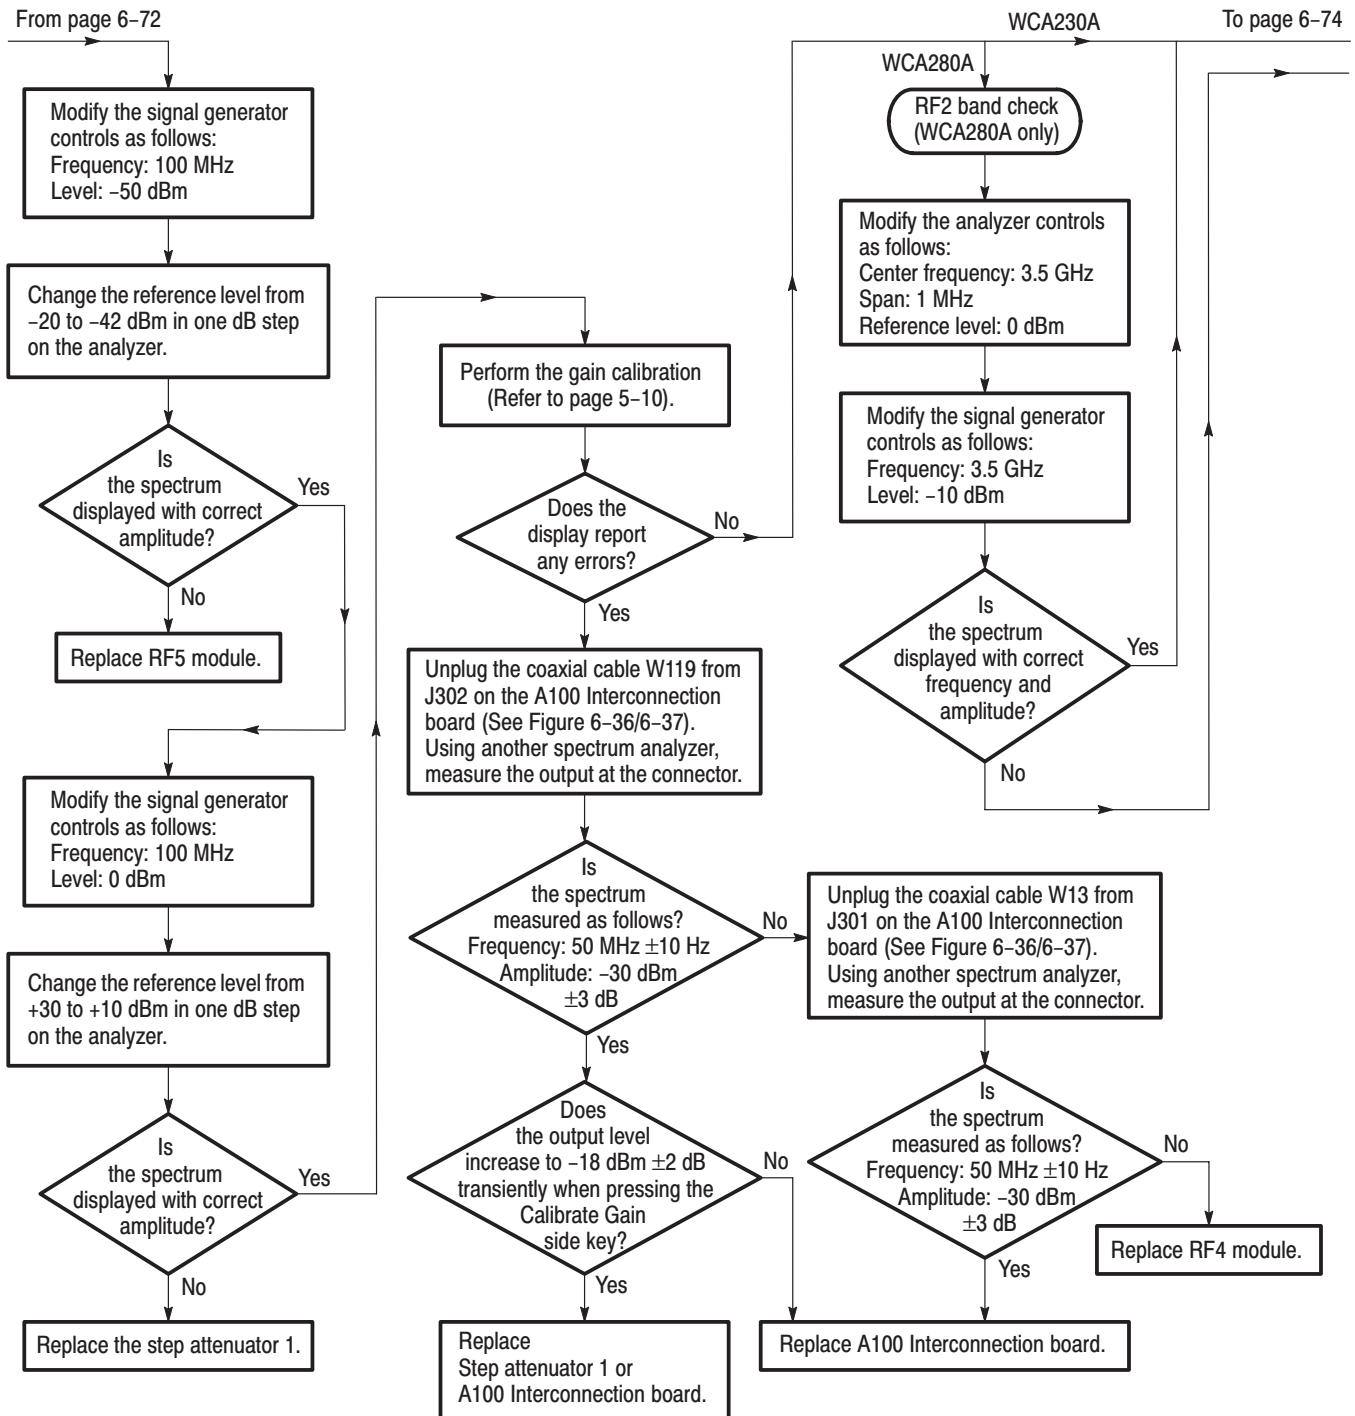 From page 6–72
Modify the signal generator
controls as follows:
Frequency: 100 MHz
Level: –50 dBm
Change the reference level from
–20 to –42 dBm in one dB step
on the analyzer.
Is
the spectrum
displayed with correct
amplitude?
Yes
No
Replace RF5 module.
Modify the signal generator
controls as follows:
Frequency: 100 MHz
Level: 0 dBm
Change the reference level from
+30 to +10 dBm in one dB step
on the analyzer.
Is
the spectrum
displayed with correct
amplitude?
Yes
No
Replace the step attenuator 1.
Perform the gain calibration
(Refer to page 5–10).
Does the
display report
any errors?
No
Yes
Unplug the coaxial cable W119 from
J302 on the A100 Interconnection
board (See Figure 6–36/6–37).
Using another spectrum analyzer,
measure the output at the connector.
Is
the spectrum
measured as follows?
Frequency: 50 MHz ±10 Hz
Amplitude: –30 dBm
±3 dB
No
Yes
Does
the output level
increase to –18 dBm ±2 dB
transiently when pressing the
Calibrate Gain
side key?
No
Yes
Replace
Step attenuator 1 or
A100 Interconnection board.
WCA230A
To page 6–74
WCA280A
RF2 band check
(WCA280A only)
Modify the analyzer controls
as follows:
Center frequency: 3.5 GHz
Span: 1 MHz
Reference level: 0 dBm
Modify the signal generator
controls as follows:
Frequency: 3.5 GHz
Level: –10 dBm
Is
the spectrum
displayed with correct
frequency and
amplitude?
Yes
No
Unplug the coaxial cable W13 from
J301 on the A100 Interconnection
board (See Figure 6–36/6–37).
Using another spectrum analyzer,
measure the output at the connector.
Is
the spectrum
measured as follows?
Frequency: 50 MHz ±10 Hz
Amplitude: –30 dBm
±3 dB
No
Yes
Replace RF4 module.
Replace A100 Interconnection board.